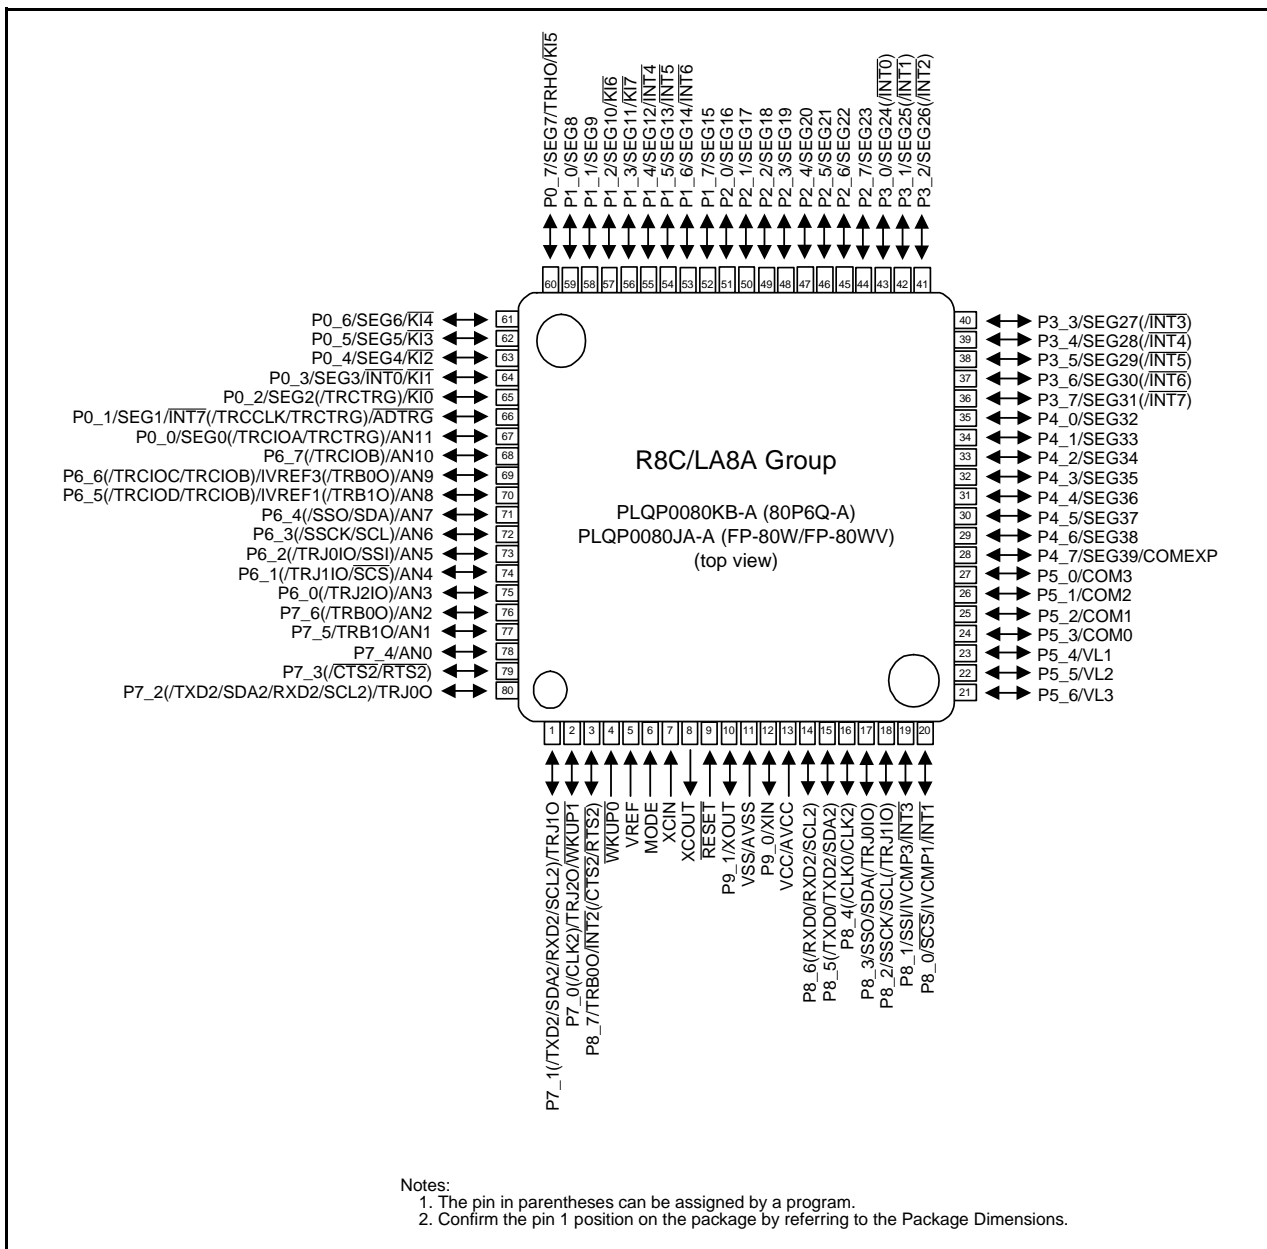 P0_7/SEG7/TRHO/KI5
P1_0/SEG8
P1_1/SEG9
P1_2/SEG10/KI6
P1_3/SEG11/KI7
P1_4/SEG12/INT4
P1_5/SEG13/INT5
P1_6/SEG14/INT6
P1_7/SEG15
P2_0/SEG16
P2_1/SEG17
P2_2/SEG18
P2_3/SEG19
P2_4/SEG20
P2_5/SEG21
P2_6/SEG22
P2_7/SEG23
P3_0/SEG24(/INT0)
P3_1/SEG25(/INT1)
P3_2/SEG26(/INT2)
60 59 58 57 56 55 54 53 52 51 50 49 48 47 46 45 44 43 42 41
P0_6/SEG6/KI4 61
P0_5/SEG5/KI3 62
P0_4/SEG4/KI2 63
P0_3/SEG3/INT0/KI1 64
P0_2/SEG2(/TRCTRG)/KI0 65
P0_1/SEG1/INT7(/TRCCLK/TRCTRG)/ADTRG 66
P0_0/SEG0(/TRCIOA/TRCTRG)/AN11 67
P6_7(/TRCIOB)/AN10 68
P6_6(/TRCIOC/TRCIOB)/IVREF3(/TRB0O)/AN9 69
P6_5(/TRCIOD/TRCIOB)/IVREF1(/TRB1O)/AN8 70
P6_4(/SSO/SDA)/AN7 71
P6_3(/SSCK/SCL)/AN6 72
P6_2(/TRJ0IO/SSI)/AN5 73
P6_1(/TRJ1IO/SCS)/AN4 74
P6_0(/TRJ2IO)/AN3 75
P7_6(/TRB0O)/AN2 76
P7_5/TRB1O/AN1 77
P7_4/AN0 78
P7_3(/CTS2/RTS2) 79
P7_2(/TXD2/SDA2/RXD2/SCL2)/TRJ0O 80
R8C/LA8A Group
PLQP0080KB-A (80P6Q-A)
PLQP0080JA-A (FP-80W/FP-80WV)
(top view)
40 P3_3/SEG27(/INT3)
39 P3_4/SEG28(/INT4)
38 P3_5/SEG29(/INT5)
37 P3_6/SEG30(/INT6)
36 P3_7/SEG31(/INT7)
35 P4_0/SEG32
34 P4_1/SEG33
33 P4_2/SEG34
32 P4_3/SEG35
31 P4_4/SEG36
30 P4_5/SEG37
29 P4_6/SEG38
28 P4_7/SEG39/COMEXP
27 P5_0/COM3
26 P5_1/COM2
25 P5_2/COM1
24 P5_3/COM0
23 P5_4/VL1
22 P5_5/VL2
21 P5_6/VL3
1 2 3 4 5 6 7 8 9 10 11 12 13 14 15 16 17 18 19 20
P7_1(/TXD2/SDA2/RXD2/SCL2)/TRJ1O
P7_0(/CLK2)/TRJ2O/WKUP1
P8_7/TRB0O/INT2(/CTS2/RTS2)
WKUP0
VREF
MODE
XCIN
XCOUT
RESET
P9_1/XOUT
VSS/AVSS
P9_0/XIN
VCC/AVCC
P8_6(/RXD0/RXD2/SCL2)
P8_5(/TXD0/TXD2/SDA2)
P8_4(/CLK0/CLK2)
P8_3/SSO/SDA(/TRJ0IO)
P8_2/SSCK/SCL(/TRJ1IO)
P8_1/SSI/IVCMP3/INT3
P8_0/SCS/IVCMP1/INT1
Notes:
1. The pin in parentheses can be assigned by a program.
2. Confirm the pin 1 position on the package by referring to the Package Dimensions.